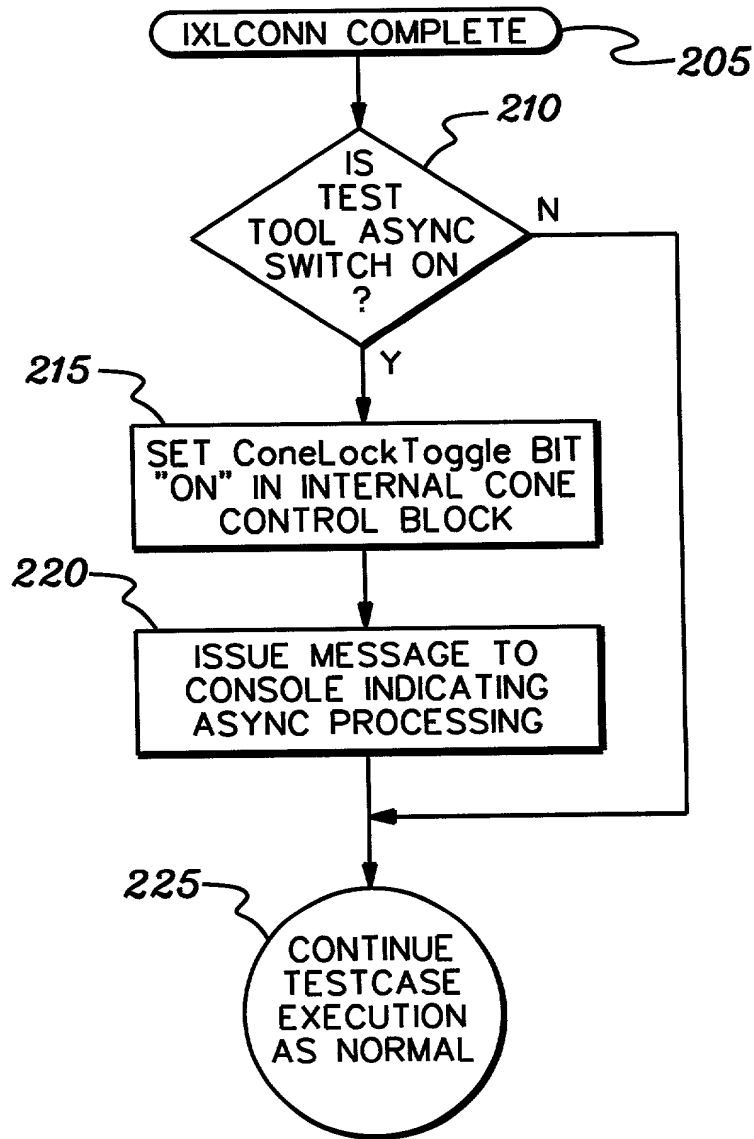 IXLCONN COMPLETE
205
210
IS
TEST
TOOL ASYNC
SWITCH ON
?
N
Y
215
SET ConeLockToggle BIT
"ON" IN INTERNAL CONE
CONTROL BLOCK
220
ISSUE MESSAGE TO
CONSOLE INDICATING
ASYNC PROCESSING
225
CONTINUE
TESTCASE
EXECUTION
AS NORMAL